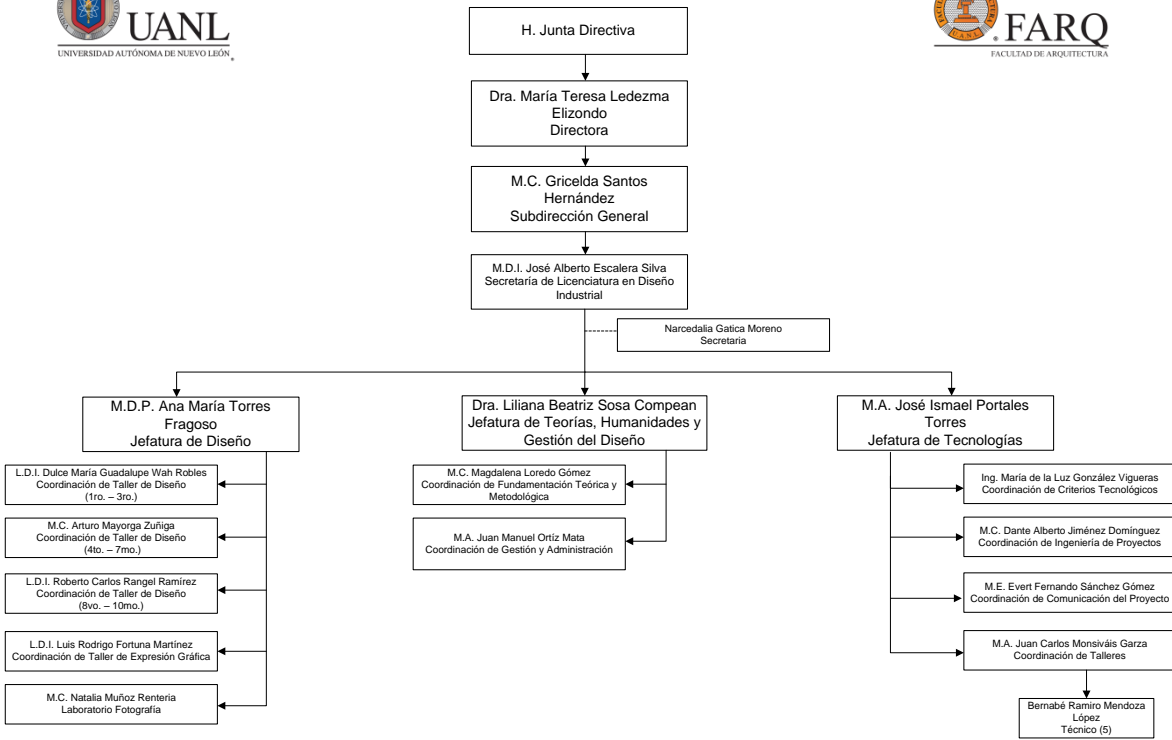 UANL
UNIVERSIDAD AUTÓNOMA DE NUEVO LEÓN
FARQ
FACULTAD DE ARQUITECTURA
H. Junta Directiva
Dra. María Teresa Ledezma
Elizondo
Directora
M.C. Gricelda Santos
Hernández
Subdirección General
M.D.I. José Alberto Escalera Silva
Secretaría de Licenciatura en Diseño
Industrial
Narcedalia Gatica Moreno
Secretaria
M.D.P. Ana María Torres
Fragoso
Jefatura de Diseño
L.D.I. Dulce María Guadalupe Wah Robles
Coordinación de Taller de Diseño
(1ro. – 3ro.)
M.C. Arturo Mayorga Zuñiga
Coordinación de Taller de Diseño
(4to. – 7mo.)
L.D.I. Roberto Carlos Rangel Ramírez
Coordinación de Taller de Diseño
(8vo. – 10mo.)
L.D.I. Luis Rodrigo Fortuna Martínez
Coordinación de Taller de Expresión Gráfica
M.C. Natalia Muñoz Renteria
Laboratorio Fotografía
Dra. Liliana Beatriz Sosa Compean
Jefatura de Teorías, Humanidades y
Gestión del Diseño
M.C. Magdalena Loredo Gómez
Coordinación de Fundamentación Teórica y
Metodológica
M.A. Juan Manuel Ortíz Mata
Coordinación de Gestión y Administración
M.A. José Ismael Portales
Torres
Jefatura de Tecnologías
Ing. María de la Luz González Vigueras
Coordinación de Criterios Tecnológicos
M.C. Dante Alberto Jiménez Domínguez
Coordinación de Ingeniería de Proyectos
M.E. Evert Fernando Sánchez Gómez
Coordinación de Comunicación del Proyecto
M.A. Juan Carlos Monsiváis Garza
Coordinación de Talleres
Bernabé Ramiro Mendoza
López
Técnico (5)